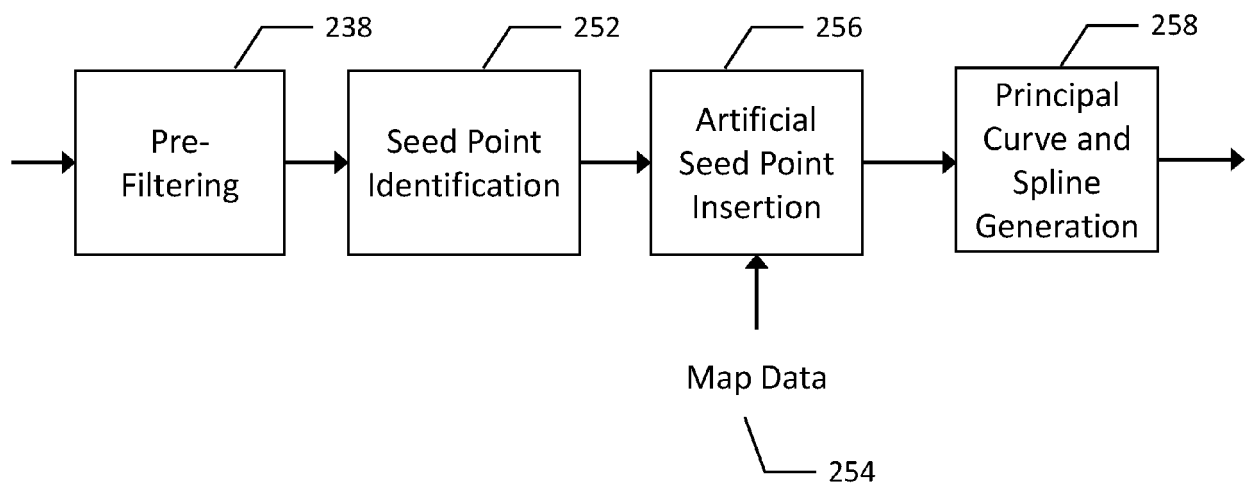 238
252
256
258
Pre-
Filtering
Seed Point
Identification
Artificial
Seed Point
Insertion
Principal
Curve and
Spline
Generation
Map Data
254